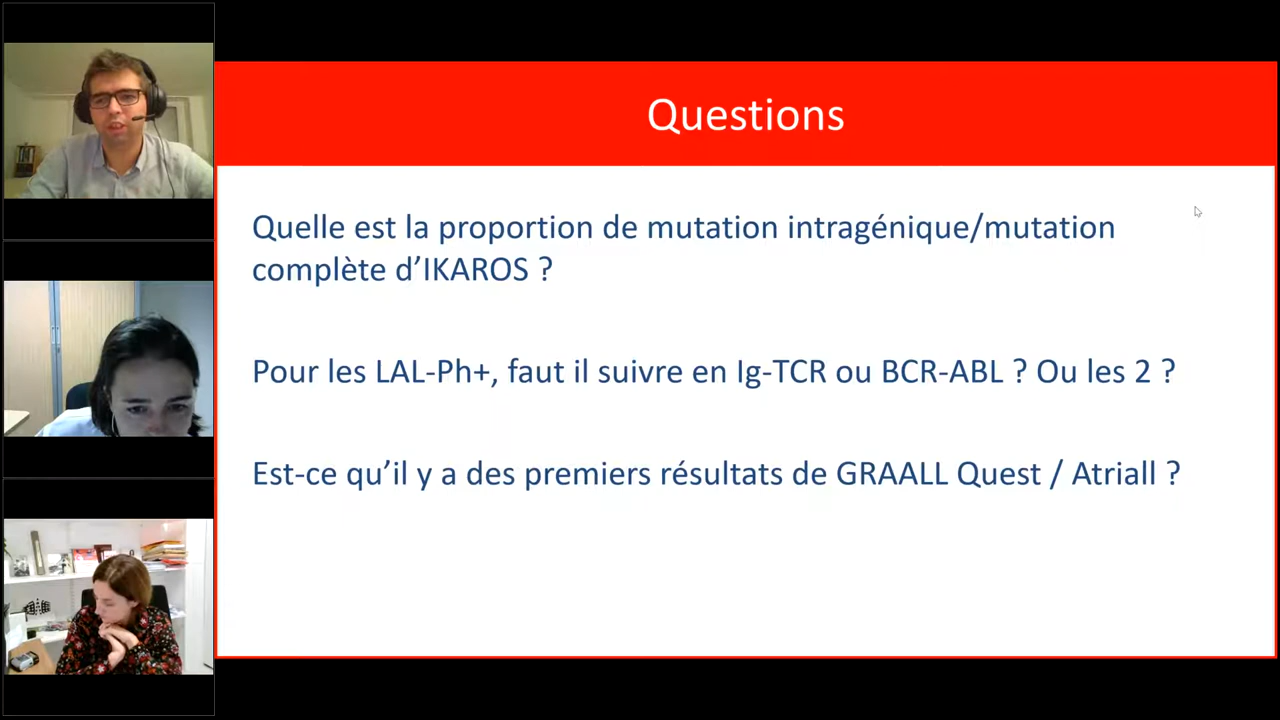 Questions
Quelle est la proportion de mutation intragénique/mutation
complète d’IKAROS ?
Pour les LAL-Ph+, faut il suivre en Ig-TCR ou BCR-ABL ? Ou les 2 ?
Est-ce qu’il y a des premiers résultats de GRAALL Quest / Atriall ?